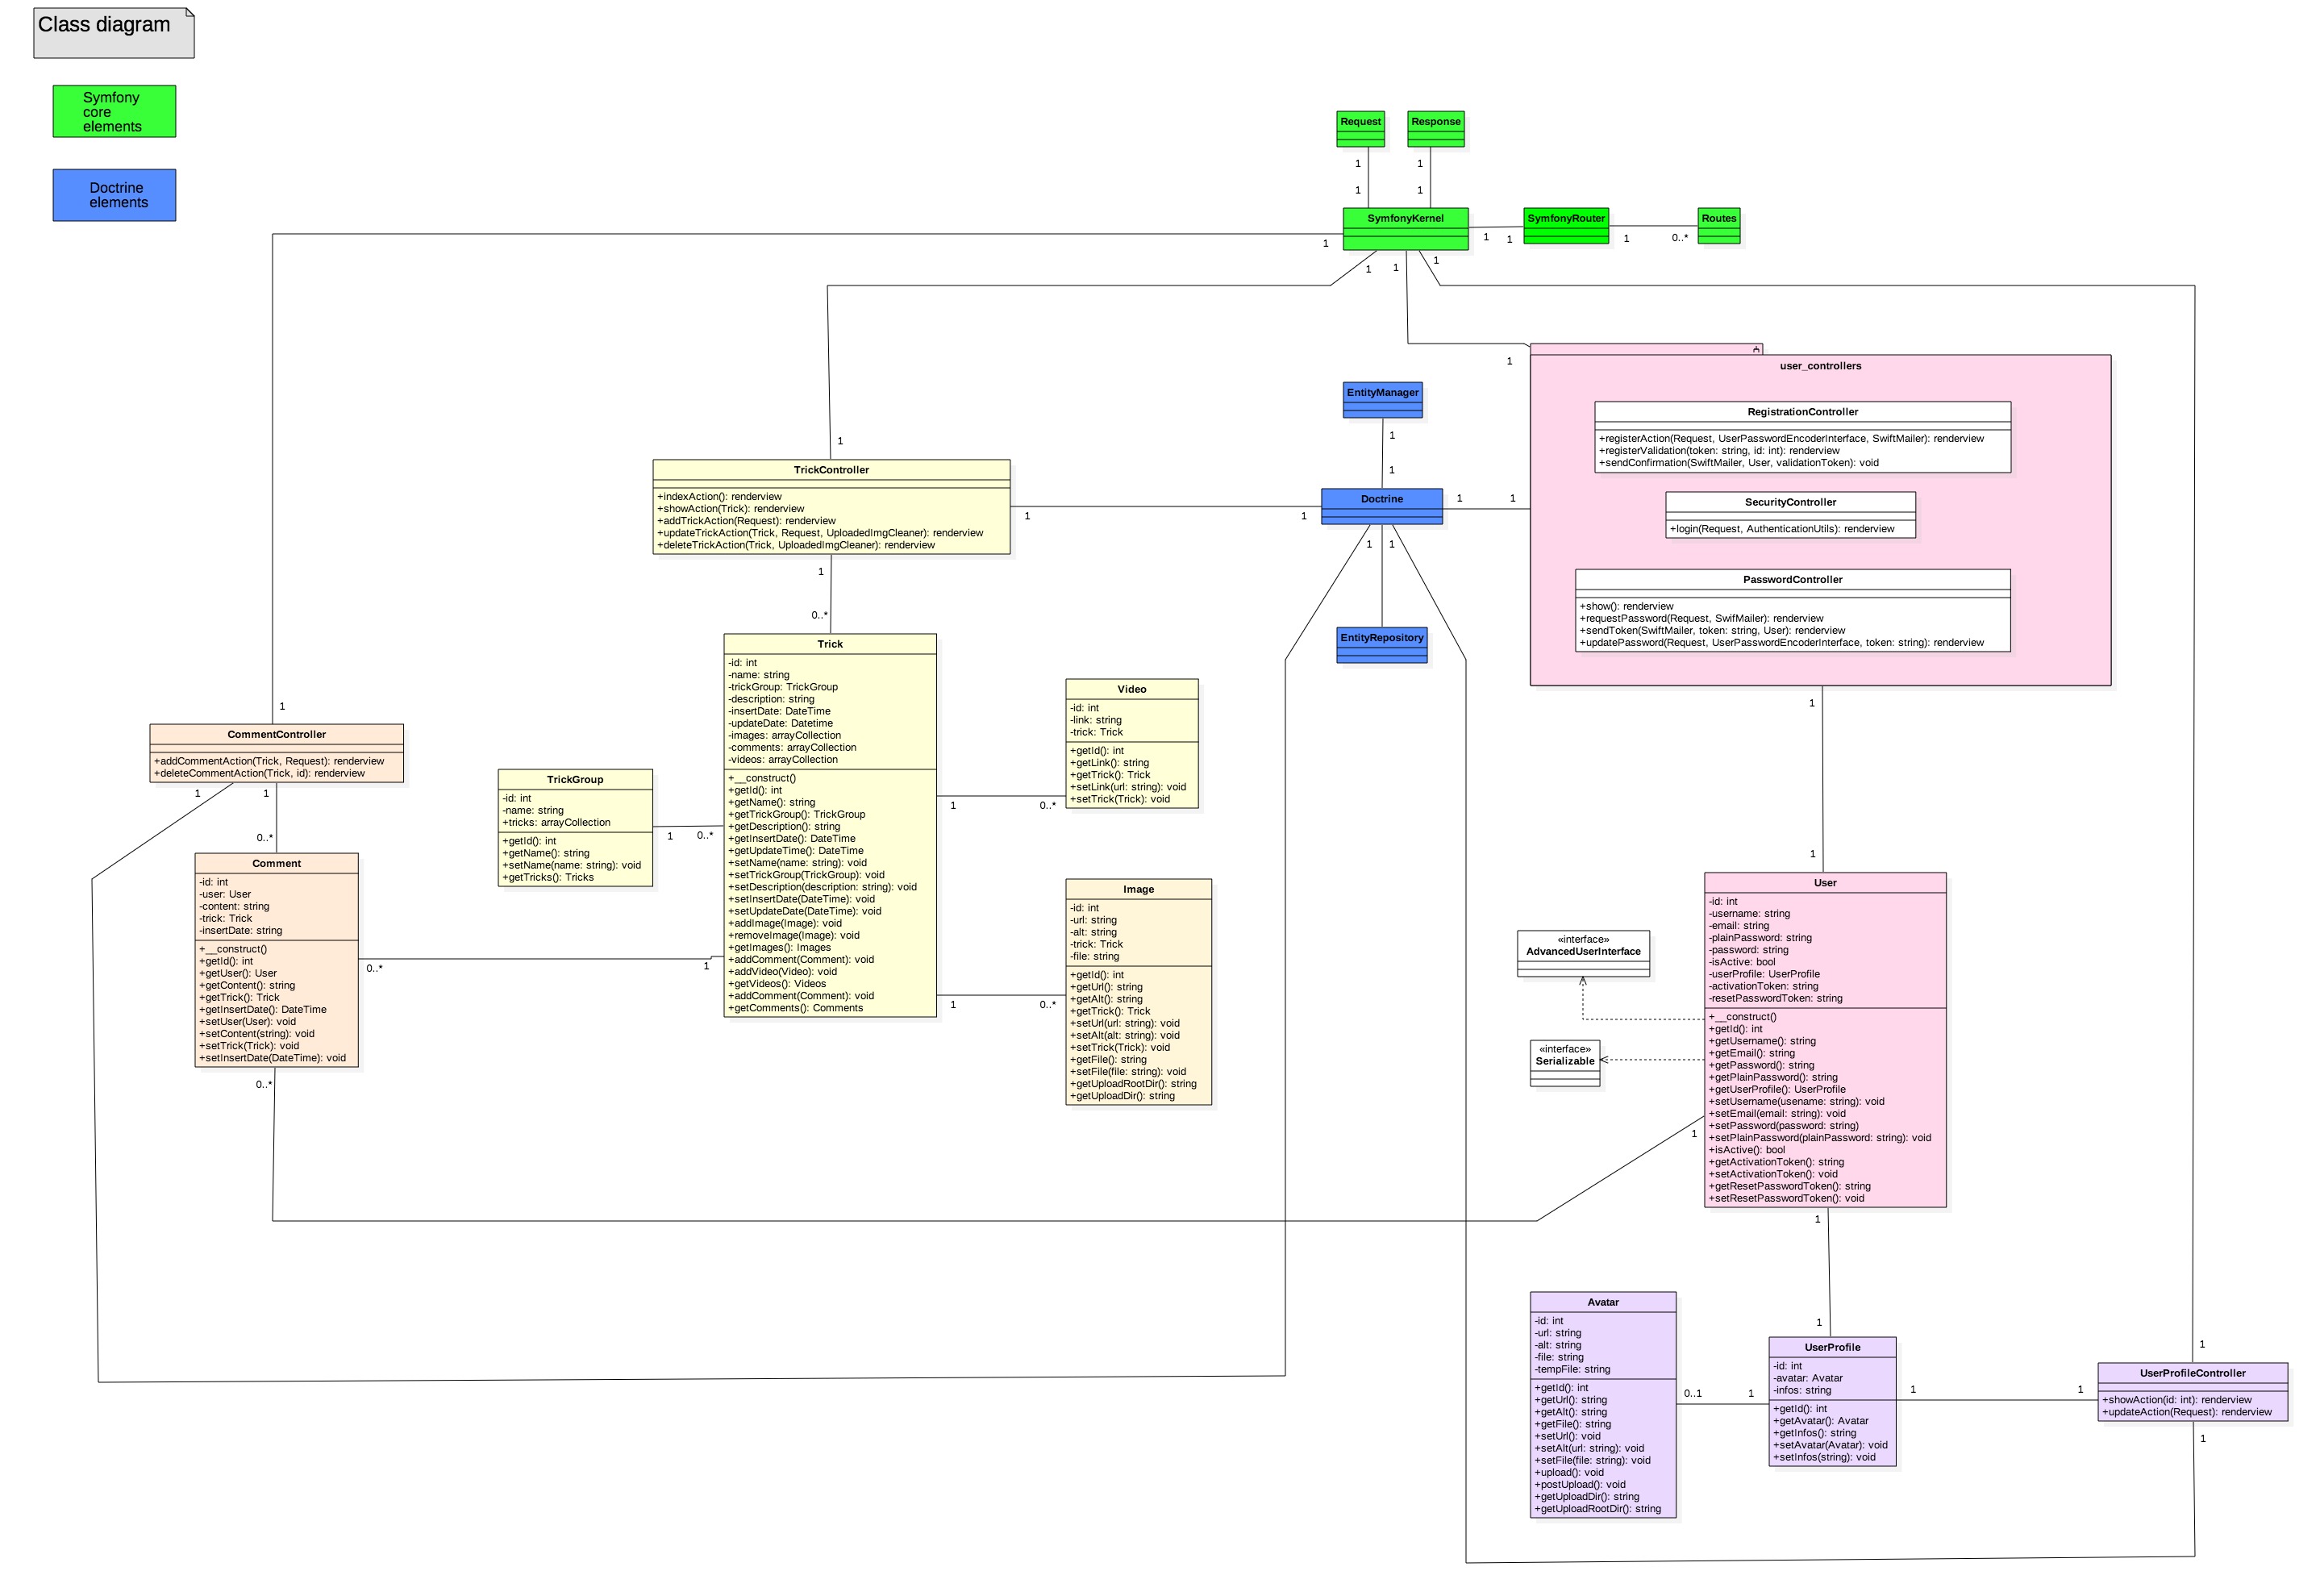 Class diagram
Symfony
core
elements
Doctrine
elements
Request
Response
1
1
1
1
SymfonyKernel
SymfonyRouter
Routes
1
1
1
1
0..*
1
1
1
1
user_controllers
RegistrationController
+registerAction(Request, UserPasswordEncoderInterface, SwiftMailer): renderview
+registerValidation(token: string, id: int): renderview
+sendConfirmation(SwiftMailer, User, validationToken): void
SecurityController
+login(Request, AuthenticationUtils): renderview
PasswordController
+show(): renderview
+requestPassword(Request, SwifMailer): renderview
+sendToken(SwiftMailer, token: string, User): renderview
+updatePassword(Request, UserPasswordEncoderInterface, token: string): renderview
EntityManager
1
1
Doctrine
1
1
1
1
1
1
EntityRepository
1
TrickController
+indexAction(): renderview
+showAction(Trick): renderview
+addTrickAction(Request): renderview
+updateTrickAction(Trick, Request, UploadedImgCleaner): renderview
+deleteTrickAction(Trick, UploadedImgCleaner): renderview
1
0..*
Trick
-id: int
-name: string
-trickGroup: TrickGroup
-description: string
-insertDate: DateTime
-updateDate: Datetime
-images: arrayCollection
-comments: arrayCollection
-videos: arrayCollection
+__construct()
+getId(): int
+getName(): string
+getTrickGroup(): TrickGroup
+getDescription(): string
+getInsertDate(): DateTime
+getUpdateTime(): DateTime
+setName(name: string): void
+setTrickGroup(TrickGroup): void
+setDescription(description: string): void
+setInsertDate(DateTime): void
+setUpdateDate(DateTime): void
+addImage(Image): void
+removeImage(Image): void
+getImages(): Images
+addComment(Comment): void
+addVideo(Video): void
+getVideos(): Videos
+addComment(Comment): void
+getComments(): Comments
Video
-id: int
-link: string
-trick: Trick
+getId(): int
+getLink(): string
+getTrick(): Trick
+setLink(url: string): void
+setTrick(Trick): void
1
0..*
TrickGroup
-id: int
-name: string
+tricks: arrayCollection
+getId(): int
+getName(): string
+setName(name: string): void
+getTricks(): Tricks
1
0..*
Image
-id: int
-url: string
-alt: string
-trick: Trick
-file: string
+getId(): int
+getUrl(): string
+getAlt(): string
+getTrick(): Trick
+setUrl(url: string): void
+setAlt(alt: string): void
+setTrick(Trick): void
+getFile(): string
+setFile(file: string): void
+getUploadRootDir(): string
+getUploadDir(): string
1
0..*
1
CommentController
+addCommentAction(Trick, Request): renderview
+deleteCommentAction(Trick, id): renderview
1
1
0..*
Comment
-id: int
-user: User
-content: string
-trick: Trick
-insertDate: string
+__construct()
+getId(): int
+getUser(): User
+getContent(): string
+getTrick(): Trick
+getInsertDate(): DateTime
+setUser(User): void
+setContent(string): void
+setTrick(Trick): void
+setInsertDate(DateTime): void
0..*
1
0..*
1
1
User
-id: int
-username: string
-email: string
-plainPassword: string
-password: string
-isActive: bool
-userProfile: UserProfile
-activationToken: string
-resetPasswordToken: string
+__construct()
+getId(): int
+getUsername(): string
+getEmail(): string
+getPassword(): string
+getPlainPassword(): string
+getUserProfile(): UserProfile
+setUsername(usename: string): void
+setEmail(email: string): void
+setPassword(password: string)
+setPlainPassword(plainPassword: string): void
+isActive(): bool
+getActivationToken(): string
+setActivationToken(): void
+getResetPasswordToken(): string
+setResetPasswordToken(): void
«interface»
AdvancedUserInterface
«interface»
Serializable
1
1
1
Avatar
-id: int
-url: string
-alt: string
-file: string
-tempFile: string
+getId(): int
+getUrl(): string
+getAlt(): string
+getFile(): string
+setUrl(): void
+setAlt(url: string): void
+setFile(file: string): void
+upload(): void
+postUpload(): void
+getUploadDir(): string
+getUploadRootDir(): string
0..1
1
UserProfile
-id: int
-avatar: Avatar
-infos: string
+getId(): int
+getAvatar(): Avatar
+getInfos(): string
+setAvatar(Avatar): void
+setInfos(string): void
1
1
1
UserProfileController
+showAction(id: int): renderview
+updateAction(Request): renderview
1